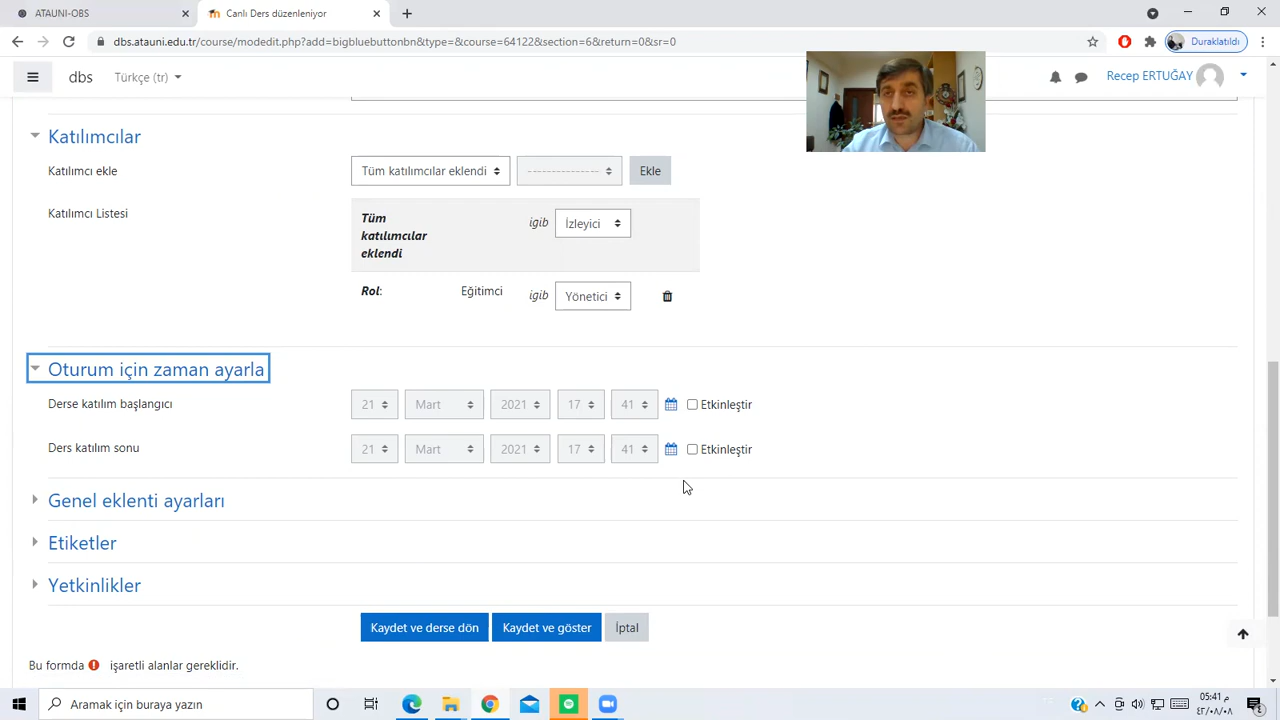 ATAUNI-OBS
Canlı Ders düzenleniyor
dbs.atauni.edu.tr/course/modedit.php?add=bigbluebuttonbn&type=&course=64122&section=6&return=0&sr=0
Duraklatıldı
dbs
Türkçe (tr)
Recep ERTUĞAY
Katılımcılar
Katılımcı ekle
Tüm katılımcılar eklendi
---------------
Ekle
Katılımcı Listesi
Tüm
katılımcılar
eklendi
igib
İzleyici
Rol:
Eğitimci
igib
Yönetici
Oturum için zaman ayarla
Derse katılım başlangıcı
21
Mart
2021
17
41
Etkinleştir
Ders katılım sonu
21
Mart
2021
17
41
Etkinleştir
Genel eklenti ayarları
Etiketler
Yetkinlikler
Kaydet ve derse dön
Kaydet ve göster
İptal
Bu formda
işaretli alanlar gereklidir.
Aramak için buraya yazın
05:41 م